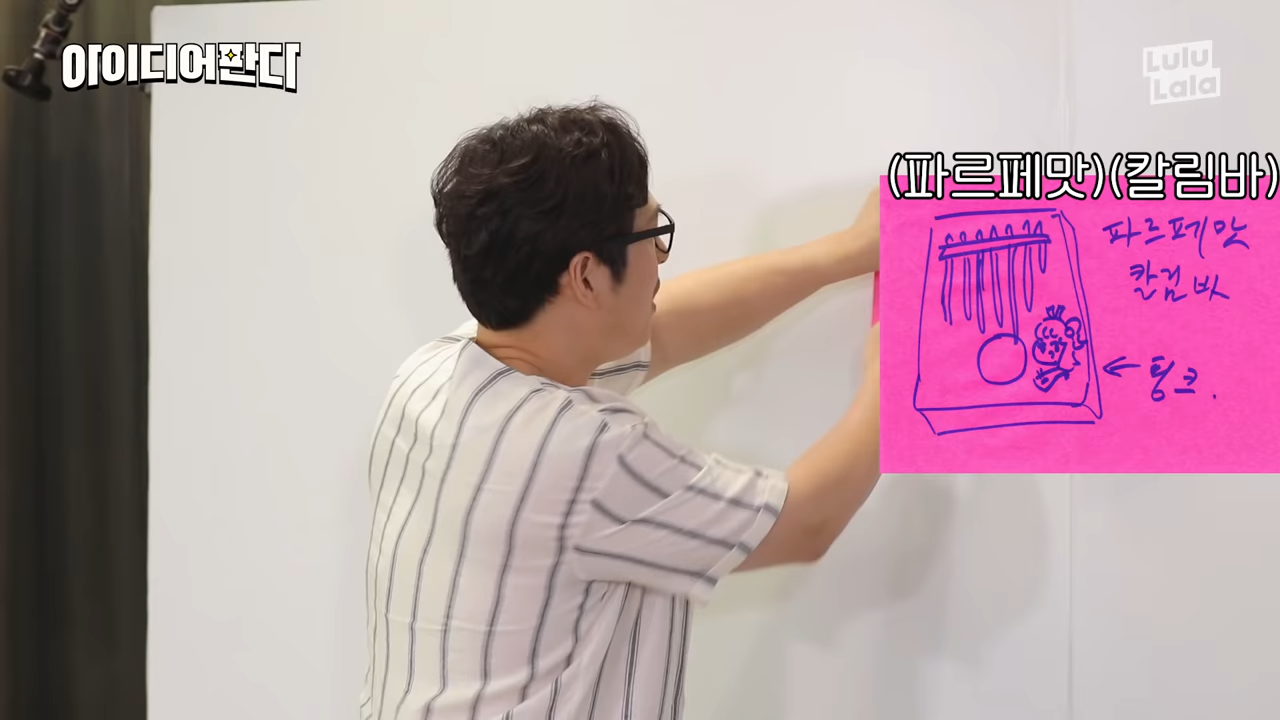 아이디어판다
Lulu
Lala
(파르페맛)(칼림바)
파르페맛
칼림바
← 핑크.